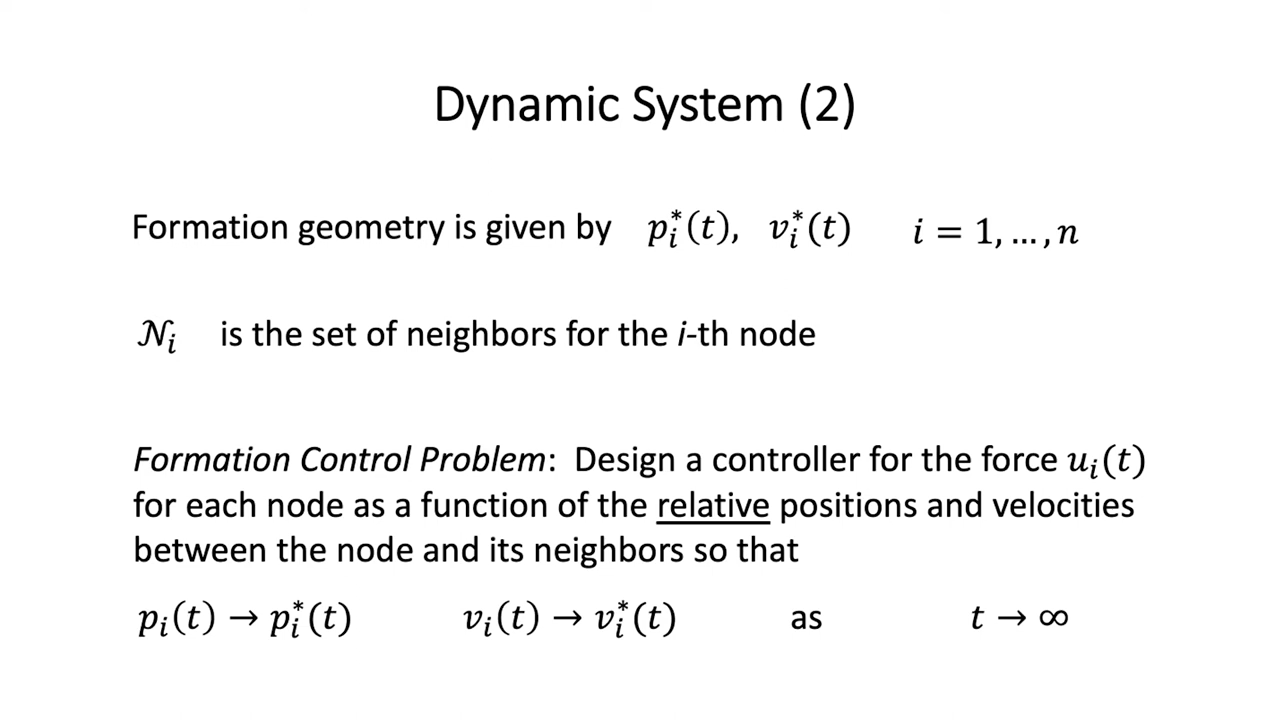 Dynamic System (2)
Formation geometry is given by p_i^*(t), v_i^*(t) i = 1, … , n
𝒩_i is the set of neighbors for the i-th node
Formation Control Problem: Design a controller for the force u_i(t)
for each node as a function of the relative positions and velocities
between the node and its neighbors so that
p_i(t) → p_i^*(t) v_i(t) → v_i^*(t) as t → ∞